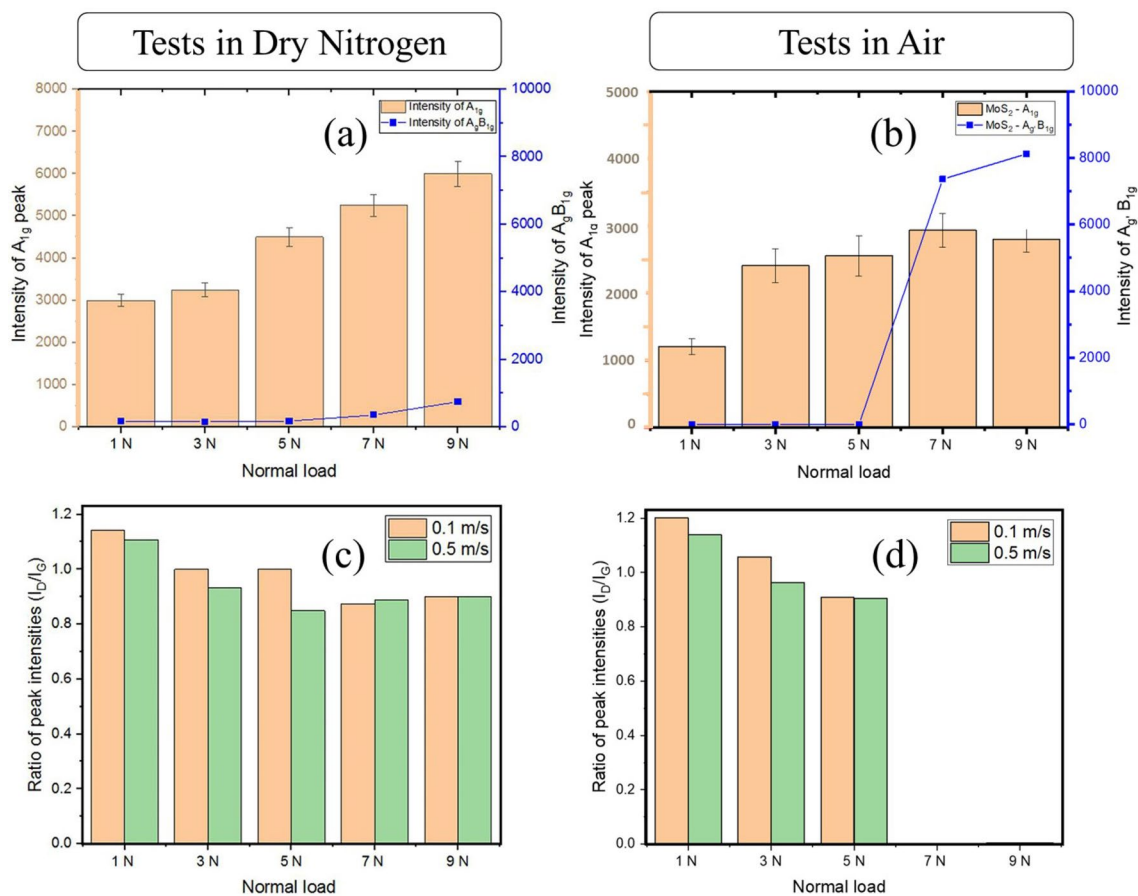 Tests in Dry Nitrogen
Tests in Air
(a)
Intensity of A1g
Intensity of AgB1g
8000
7000
6000
5000
4000
3000
2000
1000
0
10000
8000
6000
4000
2000
0
Intensity of A1g peak
Intensity of AgB1g
1 N 3 N 5 N 7 N 9 N
Normal load
(b)
MoS2 - A1g
MoS2 - Ag, B1g
5000
4000
3000
2000
1000
0
10000
8000
6000
4000
2000
0
Intensity of A1g peak
Intensity of Ag, B1g
1 N 3 N 5 N 7 N 9 N
Normal load
(c)
0.1 m/s
0.5 m/s
1.2
1.0
0.8
0.6
0.4
0.2
0.0
Ratio of peak intensities (ID/IG)
1 N 3 N 5 N 7 N 9 N
Normal load
(d)
0.1 m/s
0.5 m/s
1.2
1.0
0.8
0.6
0.4
0.2
0.0
Ratio of peak intensities (ID/IG)
1 N 3 N 5 N 7 N 9 N
Normal load